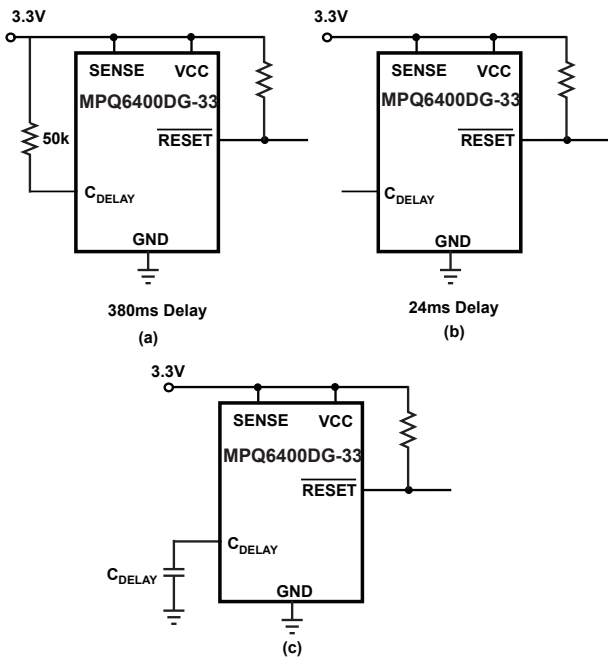 3.3V
SENSE VCC
MPQ6400DG-33
50k
RESET
CDELAY
GND
380ms Delay
(a)
3.3V
SENSE VCC
MPQ6400DG-33
RESET
CDELAY
GND
24ms Delay
(b)
3.3V
SENSE VCC
MPQ6400DG-33
RESET
CDELAY
CDELAY
GND
(c)